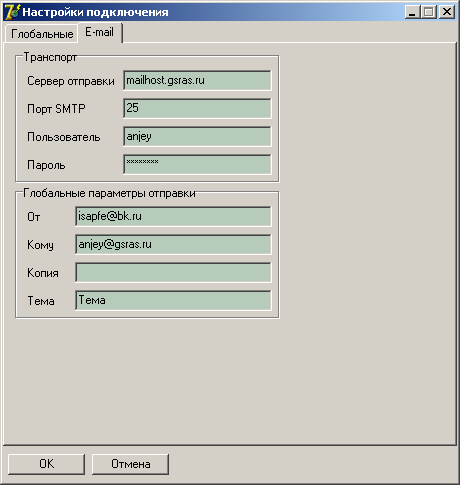 Настройки подключения
Глобальные E-mail
Транспорт
Сервер отправки mailhost.gsras.ru
Порт SMTP 25
Пользователь anjey
Пароль xxxxxxxx
Глобальные параметры отправки
От isapfe@bk.ru
Кому anjey@gsras.ru
Копия
Тема Тема
OK Отмена